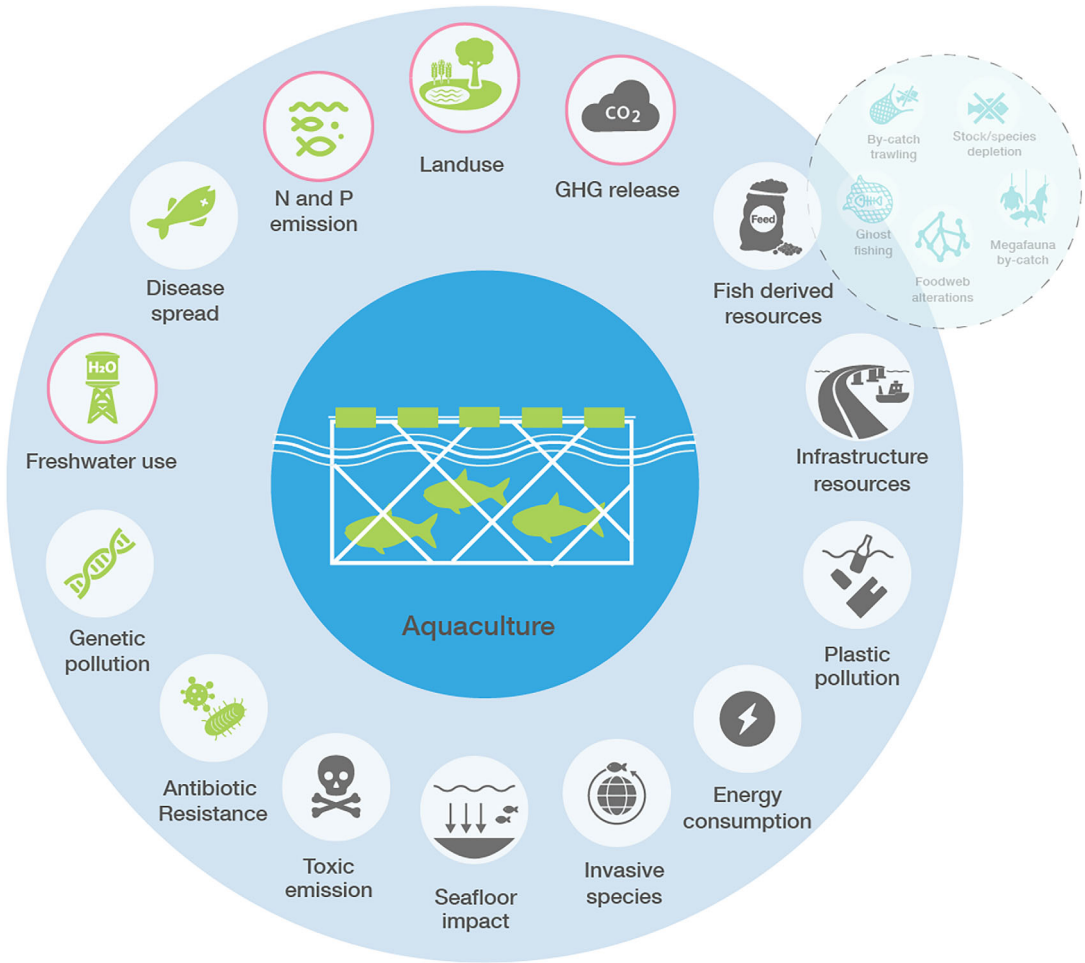 Landuse
CO₂
GHG release
By-catch
trawling
Stock/species
depletion
Ghost
fishing
Megafauna
by-catch
Foodweb
alterations
Feed
Fish derived
resources
Infrastructure
resources
Plastic
pollution
Energy
consumption
Invasive
species
Seafloor
impact
Toxic
emission
Antibiotic
Resistance
Genetic
pollution
H₂O
Freshwater use
Disease
spread
N and P
emission
Aquaculture